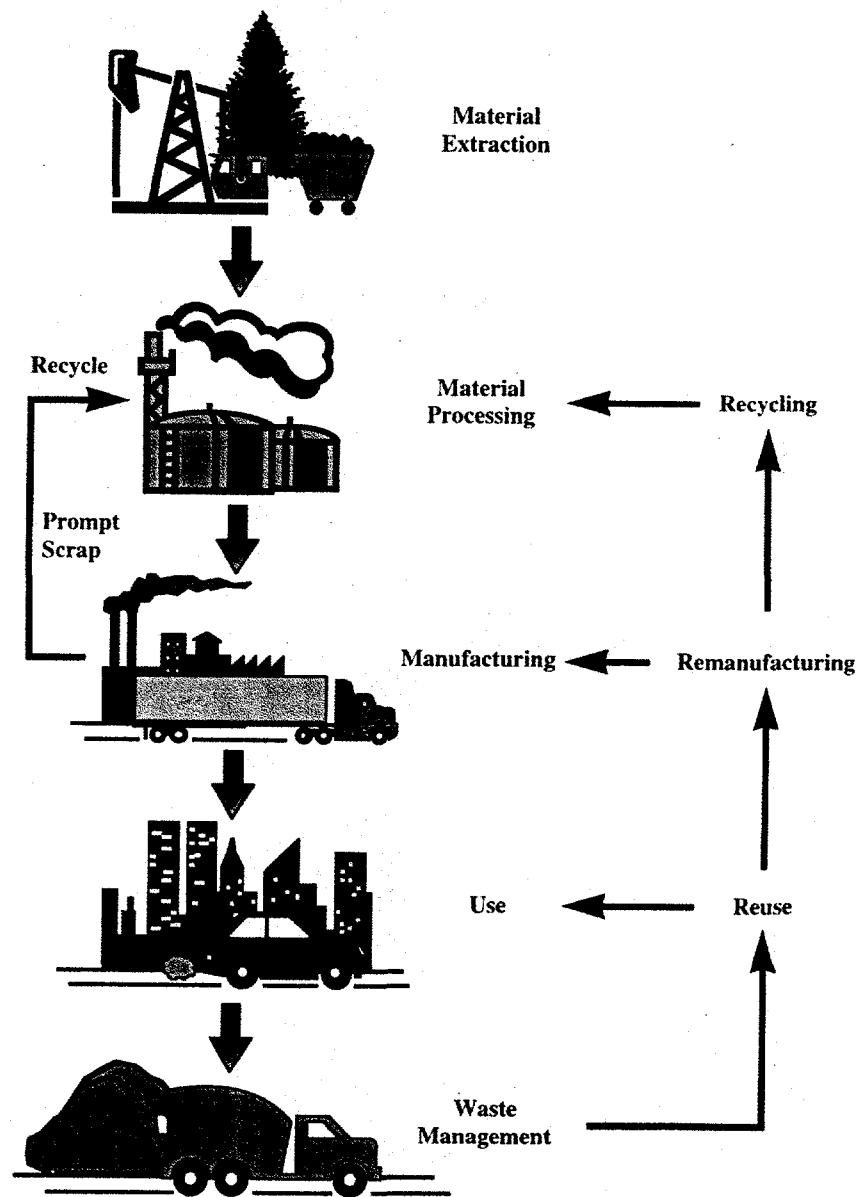 Material
Extraction
Recycle
Material
Processing
Recycling
Prompt
Scrap
Manufacturing
Remanufacturing
Use
Reuse
Waste
Management